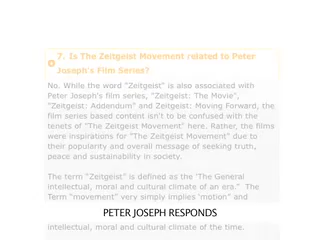 7. Is The Zeitgeist Movement related to Peter
Joseph's Film Series?
No. While the word "Zeitgeist" is also associated with
Peter Joseph's film series, "Zeitgeist: The Movie",
"Zeitgeist: Addendum" and Zeitgeist: Moving Forward, the
film series based content isn't to be confused with the
tenets of "The Zeitgeist Movement" here. Rather, the films
were inspirations for "The Zeitgeist Movement" due to
their popularity and overall message of seeking truth,
peace and sustainability in society.
The term "Zeitgeist" is defined as the 'The General
intellectual, moral and cultural climate of an era.” The
Term "movement" very simply implies 'motion" and
PETER JOSEPH RESPONDS
intellectual, moral and cultural climate of the time.